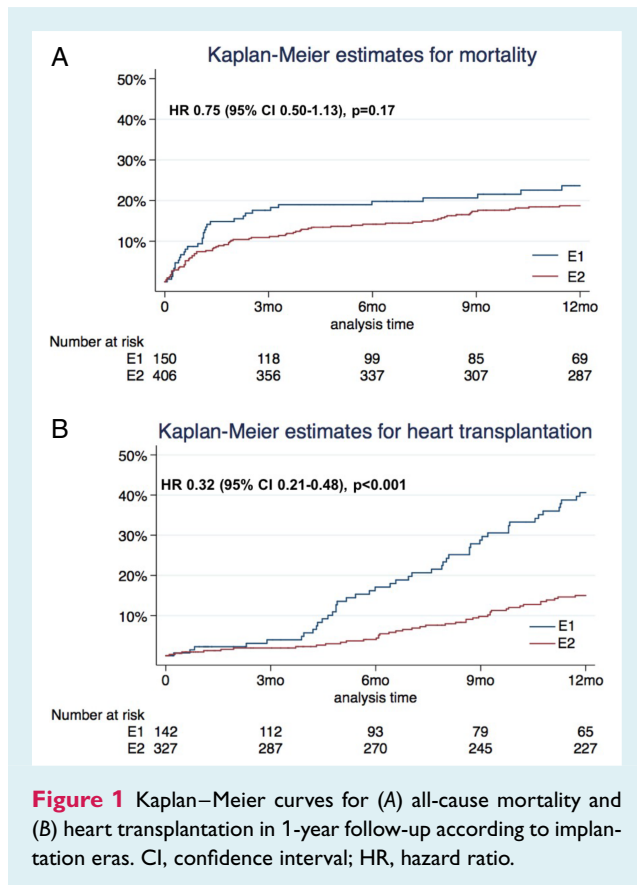 A
Kaplan-Meier estimates for mortality
50%
HR 0.75 (95% CI 0.50-1.13), p=0.17
40%
30%
20%
10%
E1
E2
0 3mo 6mo 9mo 12mo
analysis time
Number at risk
E1 150 118 99 85 69
E2 406 356 337 307 287
B
Kaplan-Meier estimates for heart transplantation
50%
HR 0.32 (95% CI 0.21-0.48), p<0.001
40%
30%
20%
10%
E1
E2
0 3mo 6mo 9mo 12mo
analysis time
Number at risk
E1 142 112 93 79 65
E2 327 287 270 245 227
Figure 1 Kaplan–Meier curves for (A) all-cause mortality and
(B) heart transplantation in 1-year follow-up according to implan-
tation eras. CI, confidence interval; HR, hazard ratio.